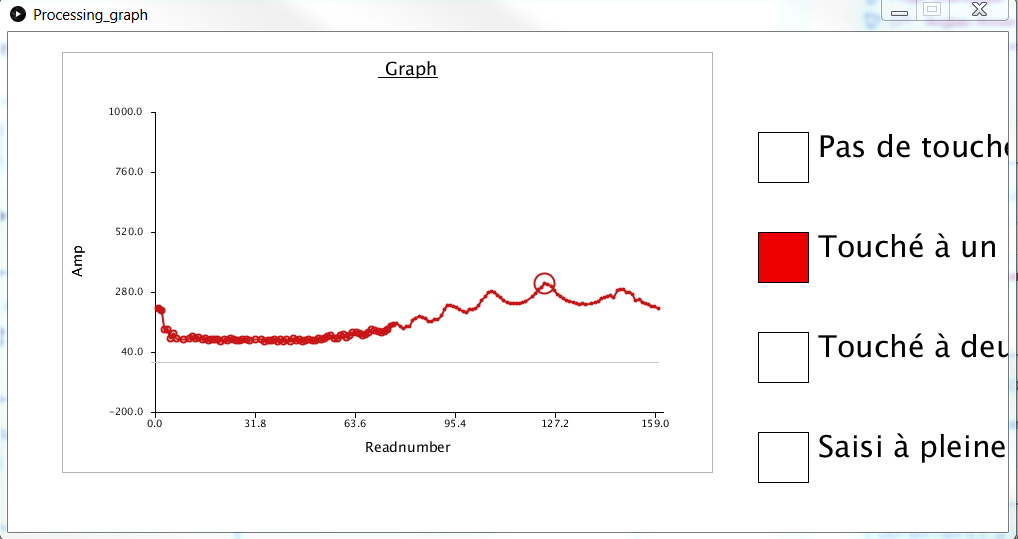 Processing_graph
Graph
1000.0
760.0
520.0
280.0
40.0
-200.0
Amp
0.0
31.8
63.6
95.4
127.2
159.0
Readnumber
Pas de touche
Touché à un
Touché à deu
Saisi à pleine